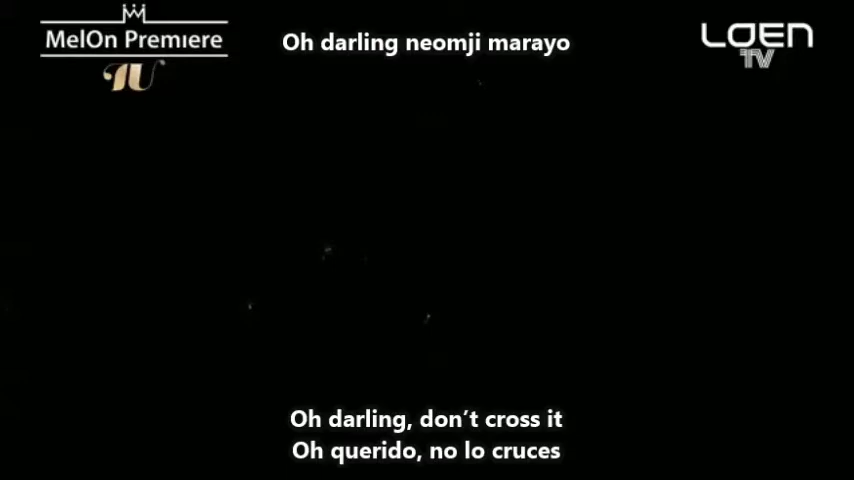 MelOn Premiere
IU
Oh darling neomji marayo
LOEN
TV
Oh darling, don't cross it
Oh querido, no lo cruces